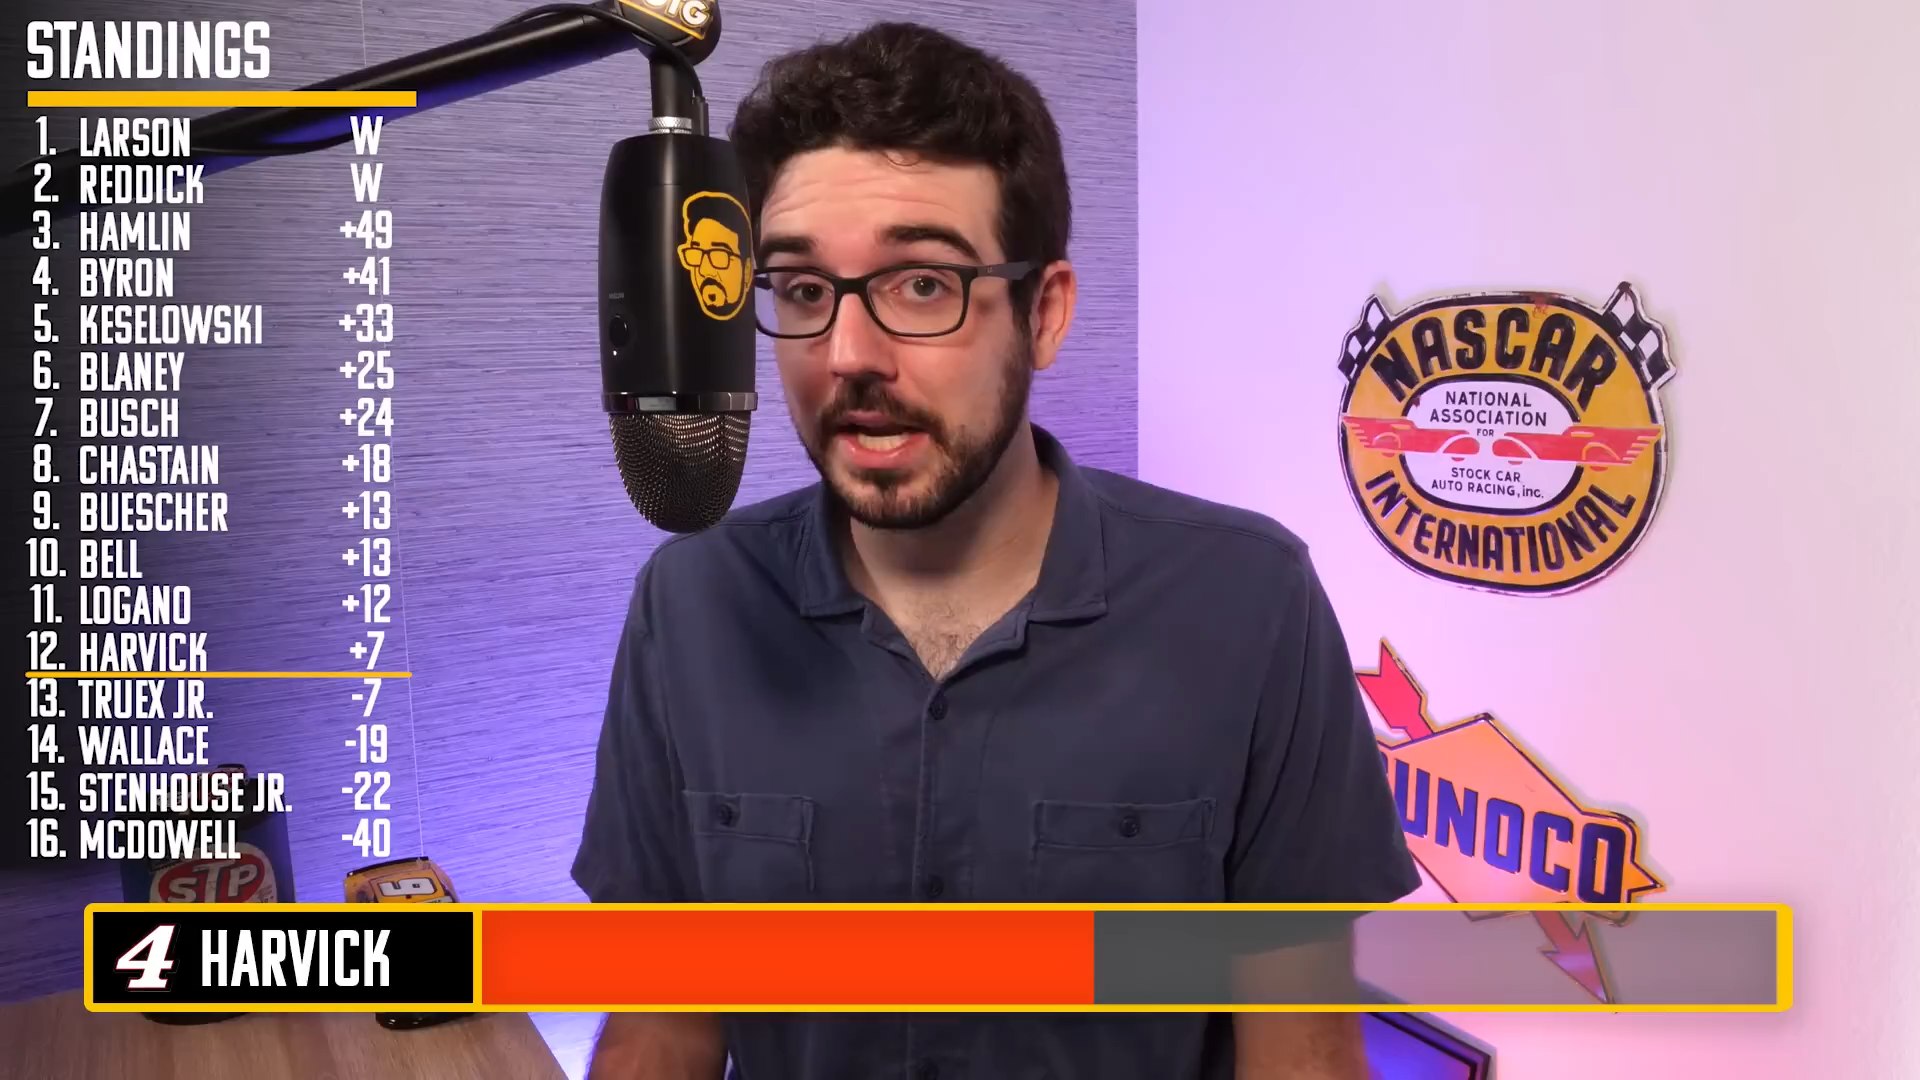 STANDINGS
1. LARSON W
2. REDDICK W
3. HAMLIN +49
4. BYRON +41
5. KESELOWSKI +33
6. BLANEY +25
7. BUSCH +24
8. CHASTAIN +18
9. BUESCHER +13
10. BELL +13
11. LOGANO +12
12. HARVICK +7
13. TRUEX JR. -7
14. WALLACE -19
15. STENHOUSE JR. -22
16. MCDOWELL -40
NASCAR
NATIONAL
ASSOCIATION
FOR
STOCK CAR
AUTO RACING, inc.
INTERNATIONAL
UNOCO
STP
4 HARVICK